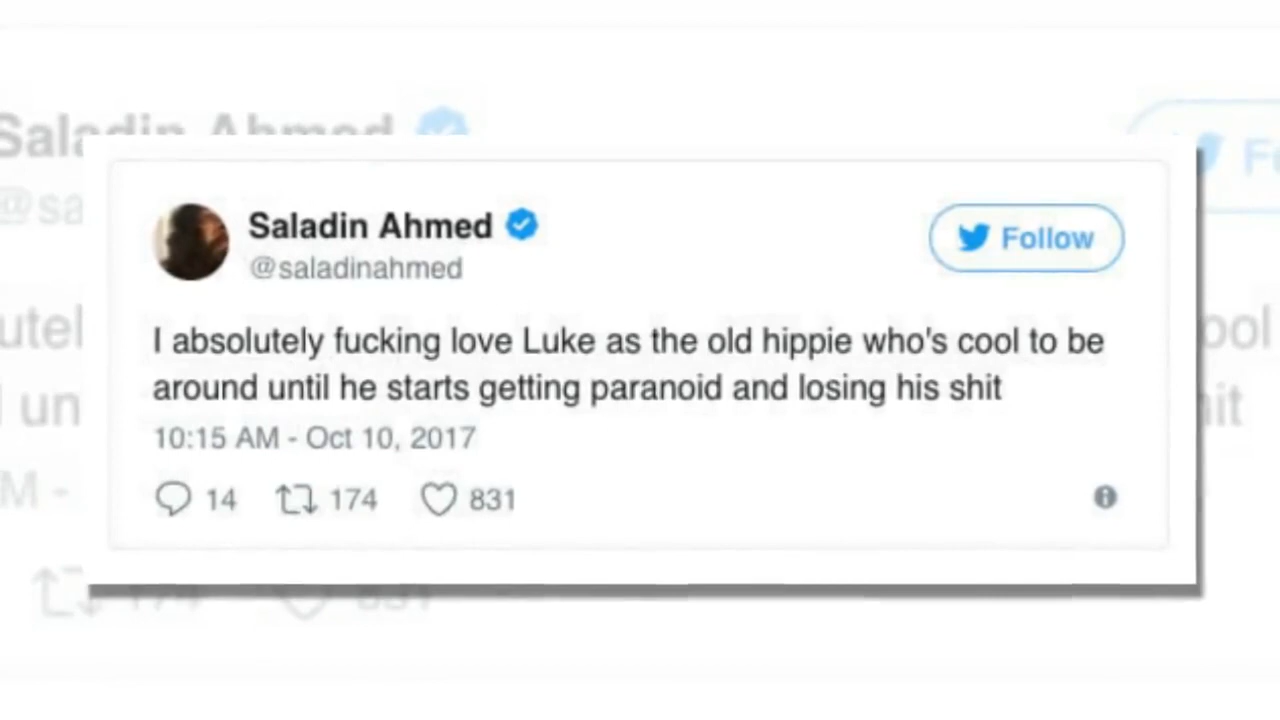 Saladin Ahmed
@saladinahmed
Follow
I absolutely fucking love Luke as the old hippie who's cool to be
around until he starts getting paranoid and losing his shit
10:15 AM - Oct 10, 2017
14 174 831